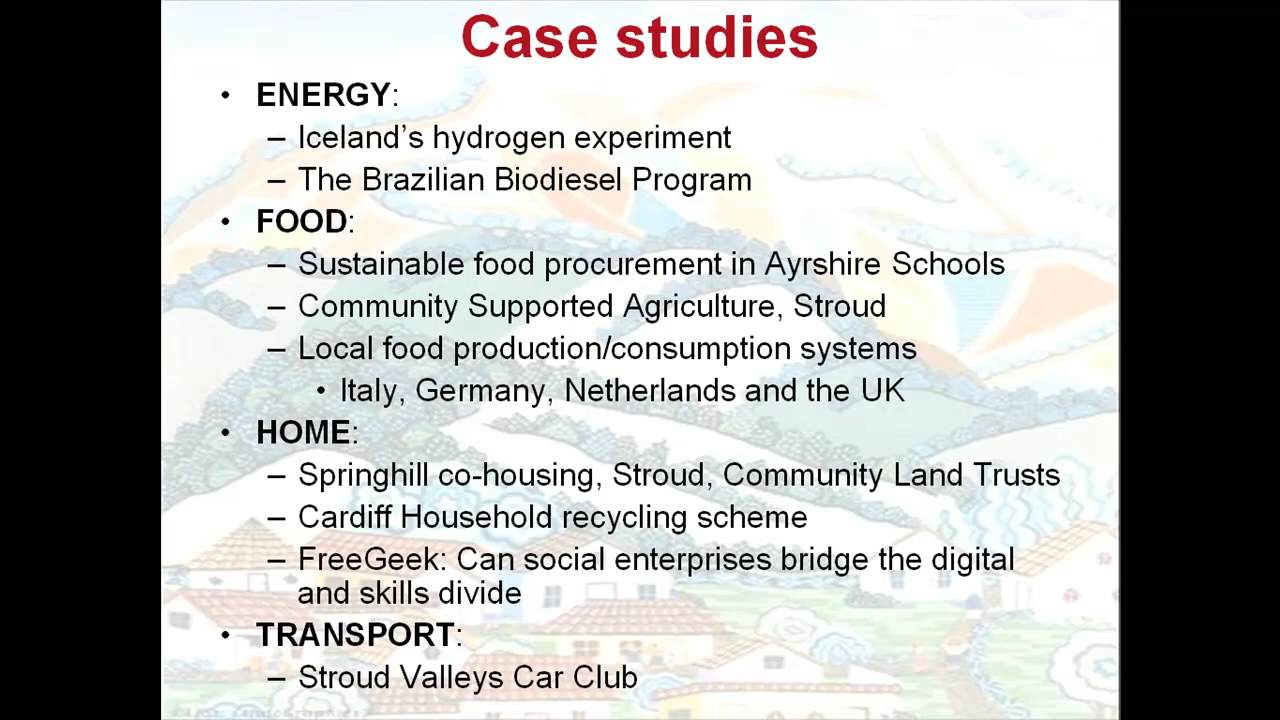 Case studies
• ENERGY:
– Iceland's hydrogen experiment
– The Brazilian Biodiesel Program
• FOOD:
– Sustainable food procurement in Ayrshire Schools
– Community Supported Agriculture, Stroud
– Local food production/consumption systems
• Italy, Germany, Netherlands and the UK
• HOME:
– Springhill co-housing, Stroud, Community Land Trusts
– Cardiff Household recycling scheme
– FreeGeek: Can social enterprises bridge the digital
and skills divide
• TRANSPORT:
– Stroud Valleys Car Club